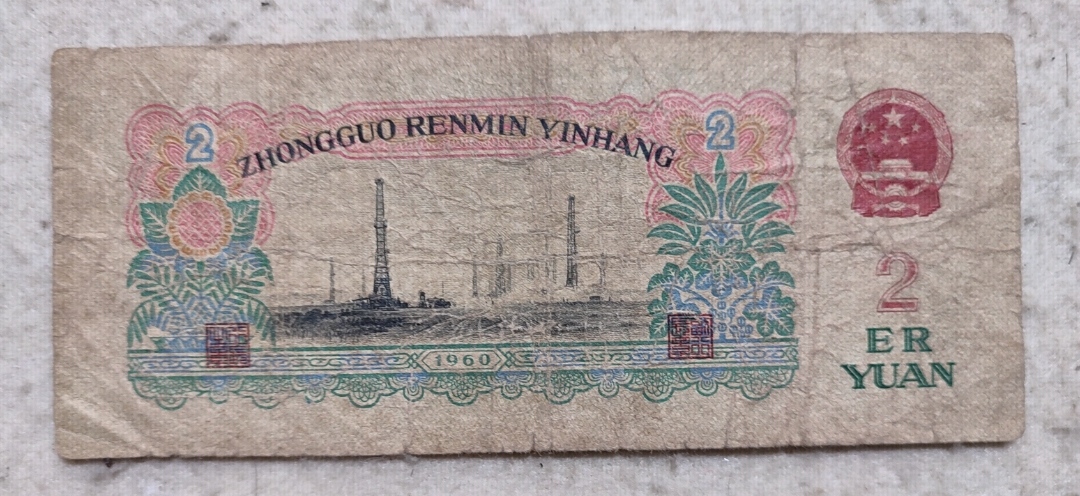 2
ZHONGGUO RENMIN YINHANG
2
1960
2
ER
YUAN